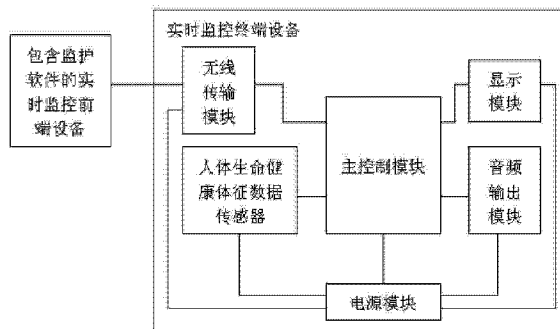 实时监控终端设备
包含监护
软件的实
时监控前
端设备
无线
传输
模块
显示
模块
人体生命健
康体征数据
传感器
主控制模块
音频
输出
模块
电源模块